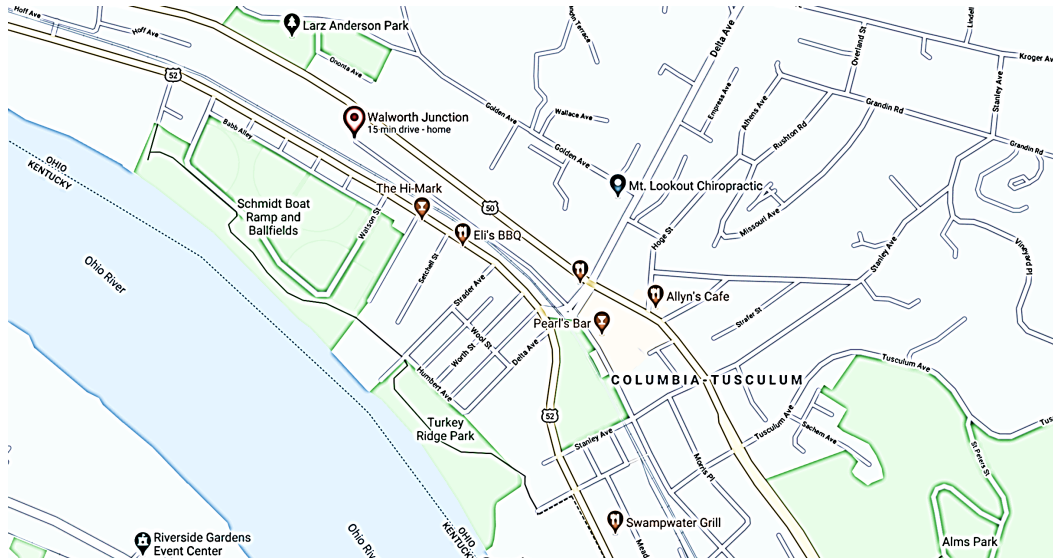 Hoff Ave
Hoff Ave
Larz Anderson Park
Ononta Ave
52
Delta Ave
Overland St
Kroger Ave
Stanley Ave
Grandin Rd
Grandin Rd
Empress Ave
Athens Ave
Rushton Rd
Walworth Junction
15 min drive - home
Golden Ave
Wallace Ave
Golden Ave
Babb Alley
OHIO
KENTUCKY
Mt. Lookout Chiropractic
The Hi-Mark
Schmidt Boat
Ramp and
Ballfields
Watson St
50
Eli's BBQ
Missouri Ave
Hoge St
Stanley Ave
Vineyard Pl
Setchell St
Strader Ave
Ohio River
Allyn's Cafe
Pearl's Bar
Strafer St
Wool St
Worth St
Delta Ave
Humbert Ave
COLUMBIA-TUSCULUM
Tusculum Ave
Tusculum Ave
Sachem Ave
52
Turkey
Ridge Park
Stanley Ave
Morris Pl
St Peters St
Swampwater Grill
Alms Park
Riverside Gardens
Event Center
OHIO
KENTUCKY